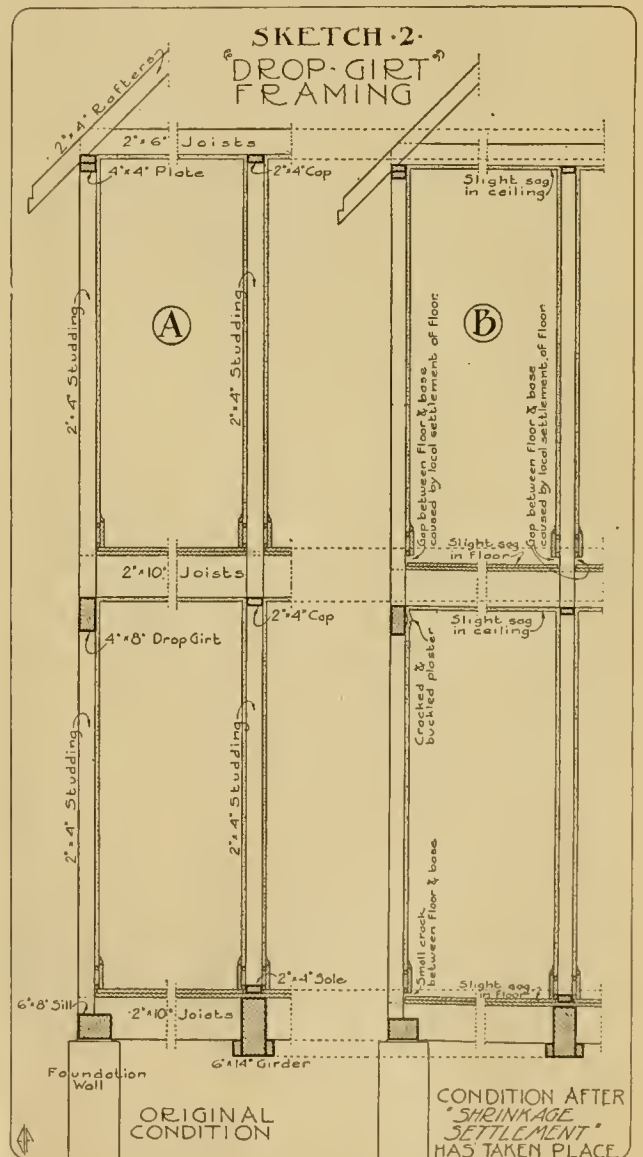 SKETCH·2·
"DROP-GIRT"
FRAMING
2"x4" Rafters
2"x6" Joists
4"x4" Plate
2"x4" Cap
Slight sag
in ceiling
A
B
2"x4" Studding
2"x4" Studding
Gap between floor & base
caused by local settlement of floor
Gap between floor & base
caused by local settlement of floor
Slight sag
in floor
2"x10" Joists
2"x4" Cap
Slight sag
in ceiling
4"x8" Drop Girt
Cracked &
buckled plaster
2"x4" Studding
2"x4" Studding
Small crack
between floor & base
2"x4" Sole
Slight sag
in floor
6"x8" Sill
2"x10" Joists
6"x14" Girder
Foundation
Wall
ORIGINAL
CONDITION
CONDITION AFTER
"SHRINKAGE
SETTLEMENT"
HAS TAKEN PLACE